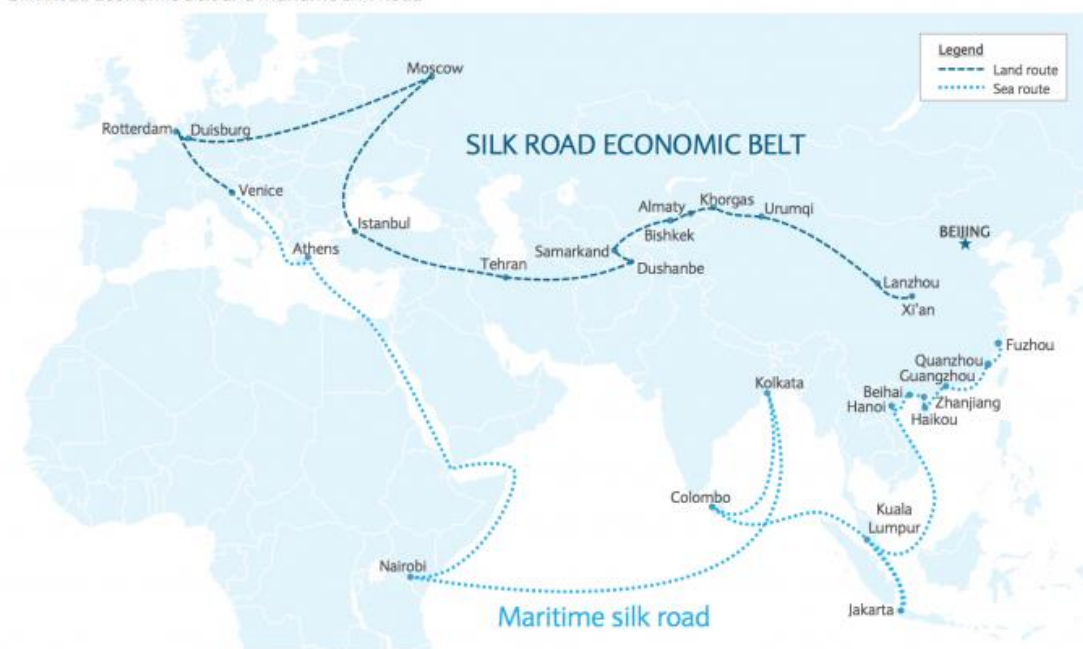 Legend
Land route
Sea route
Moscow
Rotterdam
Duisburg
SILK ROAD ECONOMIC BELT
Venice
Almaty
Khorgas
Urumqi
Istanbul
Bishkek
BEIJING
Athens
Samarkand
Tehran
Dushanbe
Lanzhou
Xi'an
Fuzhou
Quanzhou
Guangzhou
Kolkata
Beihai
Zhanjiang
Hanoi
Haikou
Colombo
Kuala
Lumpur
Nairobi
Jakarta
Maritime silk road